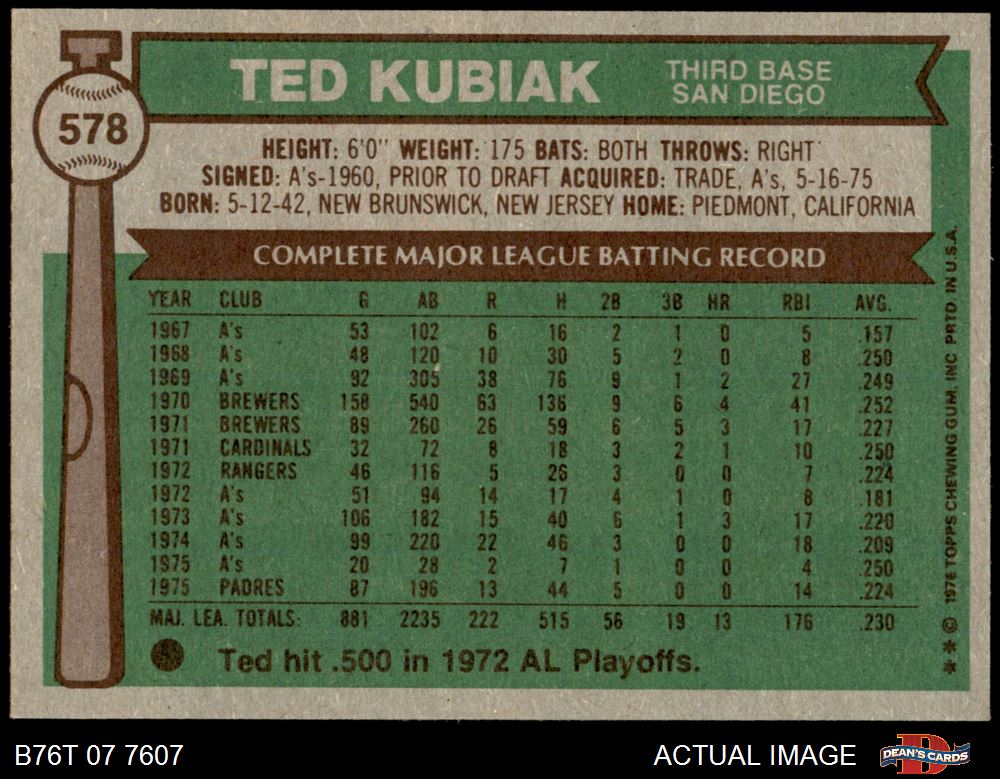 578
TED KUBIAK
THIRD BASE
SAN DIEGO
HEIGHT: 6'0" WEIGHT: 175 BATS: BOTH THROWS: RIGHT
SIGNED: A's-1960, PRIOR TO DRAFT ACQUIRED: TRADE, A's, 5-16-75
BORN: 5-12-42, NEW BRUNSWICK, NEW JERSEY HOME: PIEDMONT, CALIFORNIA
COMPLETE MAJOR LEAGUE BATTING RECORD
YEAR CLUB G AB R H 2B 3B HR RBI AVG.
1967 A's 53 102 6 16 2 1 0 5 .157
1968 A's 48 120 10 30 5 2 0 8 .250
1969 A's 92 305 38 76 9 1 2 27 .249
1970 BREWERS 158 540 63 136 9 6 4 41 .252
1971 BREWERS 89 260 26 59 6 5 3 17 .227
1971 CARDINALS 32 72 8 18 3 2 1 10 .250
1972 RANGERS 46 116 5 26 3 0 0 7 .224
1972 A's 51 94 14 17 4 1 0 8 .181
1973 A's 106 182 15 40 6 1 3 17 .220
1974 A's 99 220 22 46 3 0 0 18 .209
1975 A's 20 28 2 7 1 0 0 4 .250
1975 PADRES 87 196 13 44 5 0 0 14 .224
MAJ. LEA. TOTALS: 881 2235 222 515 56 19 13 176 .230
Ted hit .500 in 1972 AL Playoffs.
**© 1976 TOPPS CHEWING GUM, INC PRTD. IN U.S.A.
B76T 07 7607
ACTUAL IMAGE
DEAN'S CARDS